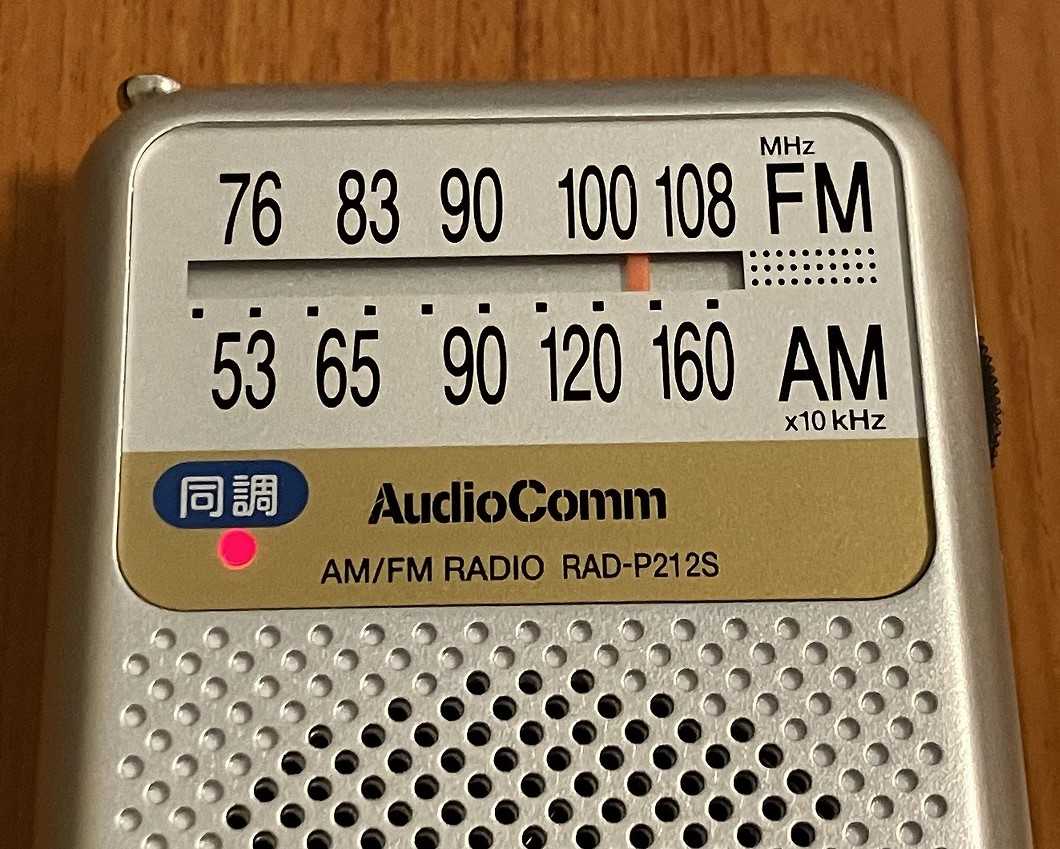 MHz
76 83 90 100 108 FM
53 65 90 120 160 AM
x10 kHz
同調
AudioComm
AM/FM RADIO RAD-P212S